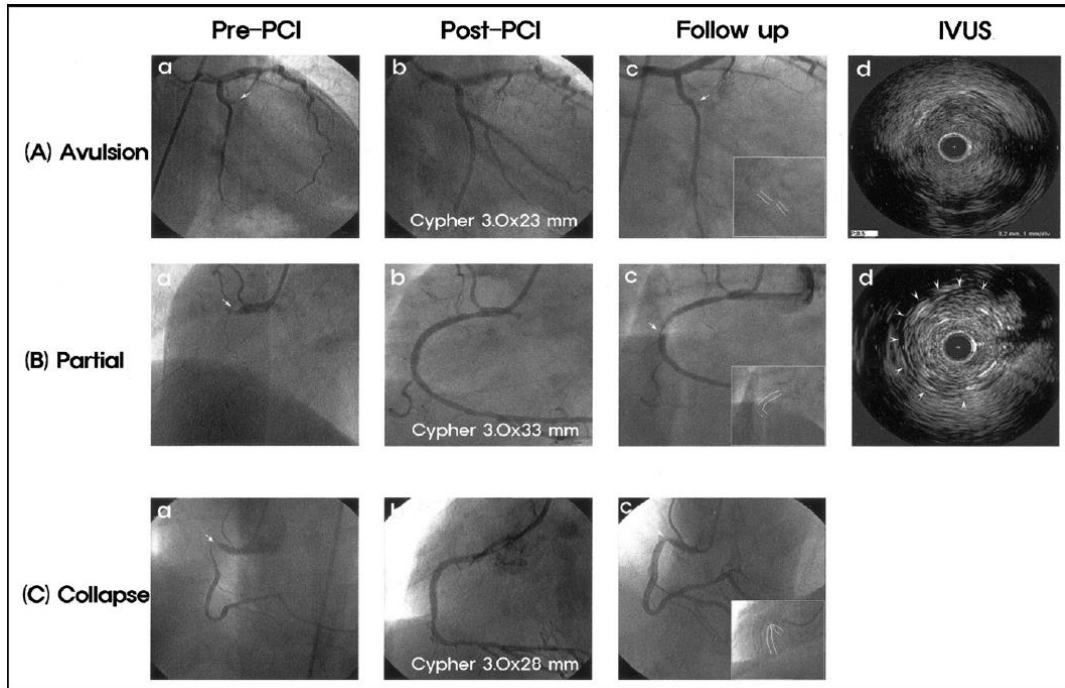 Pre-PCI Post-PCI Follow up IVUS
a b c d
(A) Avulsion
Cypher 3.0x23 mm
a b c d
(B) Partial
Cypher 3.0x33 mm
a c
(C) Collapse
Cypher 3.0x28 mm